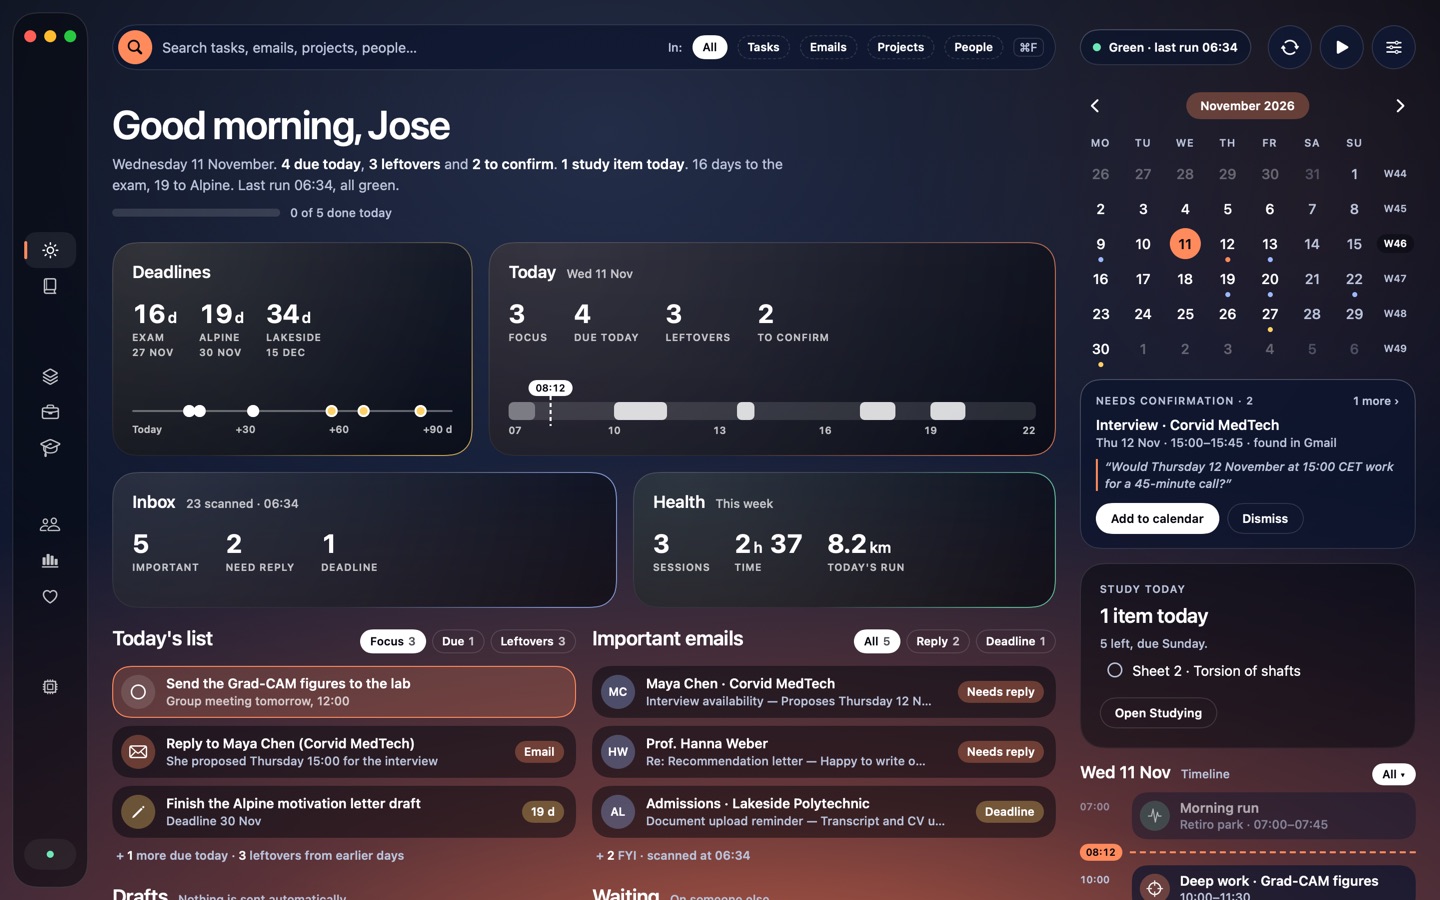 Search tasks, emails, projects, people...
In:
All
Tasks
Emails
Projects
People
⌘F
Green · last run 06:34
Good morning, Jose
Wednesday 11 November. 4 due today, 3 leftovers and 2 to confirm. 1 study item today. 16 days to the
exam, 19 to Alpine. Last run 06:34, all green.
0 of 5 done today
Deadlines
16 d
19 d
34 d
EXAM
ALPINE
LAKESIDE
27 NOV
30 NOV
15 DEC
Today
+30
+60
+90 d
Today Wed 11 Nov
3
4
3
2
FOCUS
DUE TODAY
LEFTOVERS
TO CONFIRM
08:12
07
10
13
16
19
22
Inbox 23 scanned · 06:34
5
2
1
IMPORTANT
NEED REPLY
DEADLINE
Health This week
3
2 h 37
8.2 km
SESSIONS
TIME
TODAY'S RUN
Today's list
Focus 3
Due 1
Leftovers 3
Send the Grad-CAM figures to the lab
Group meeting tomorrow, 12:00
Reply to Maya Chen (Corvid MedTech)
She proposed Thursday 15:00 for the interview
Email
Finish the Alpine motivation letter draft
Deadline 30 Nov
19 d
+ 1 more due today · 3 leftovers from earlier days
Drafts Nothing is sent automatically
Important emails
All 5
Reply 2
Deadline 1
MC
Maya Chen · Corvid MedTech
Interview availability — Proposes Thursday 12 N...
Needs reply
HW
Prof. Hanna Weber
Re: Recommendation letter — Happy to write o...
Needs reply
AL
Admissions · Lakeside Polytechnic
Document upload reminder — Transcript and CV u...
Deadline
+ 2 FYI · scanned at 06:34
Waiting On someone else
November 2026
MO TU WE TH FR SA SU
26 27 28 29 30 31 1 W44
2 3 4 5 6 7 8 W45
9 10 11 12 13 14 15 W46
16 17 18 19 20 21 22 W47
23 24 25 26 27 28 29 W48
30 1 2 3 4 5 6 W49
NEEDS CONFIRMATION · 2
1 more ›
Interview · Corvid MedTech
Thu 12 Nov · 15:00–15:45 · found in Gmail
“Would Thursday 12 November at 15:00 CET work
for a 45-minute call?”
Add to calendar
Dismiss
STUDY TODAY
1 item today
5 left, due Sunday.
Sheet 2 · Torsion of shafts
Open Studying
Wed 11 Nov Timeline
All ▾
07:00
Morning run
Retiro park · 07:00–07:45
08:12
10:00
Deep work · Grad-CAM figures
10:00–11:30